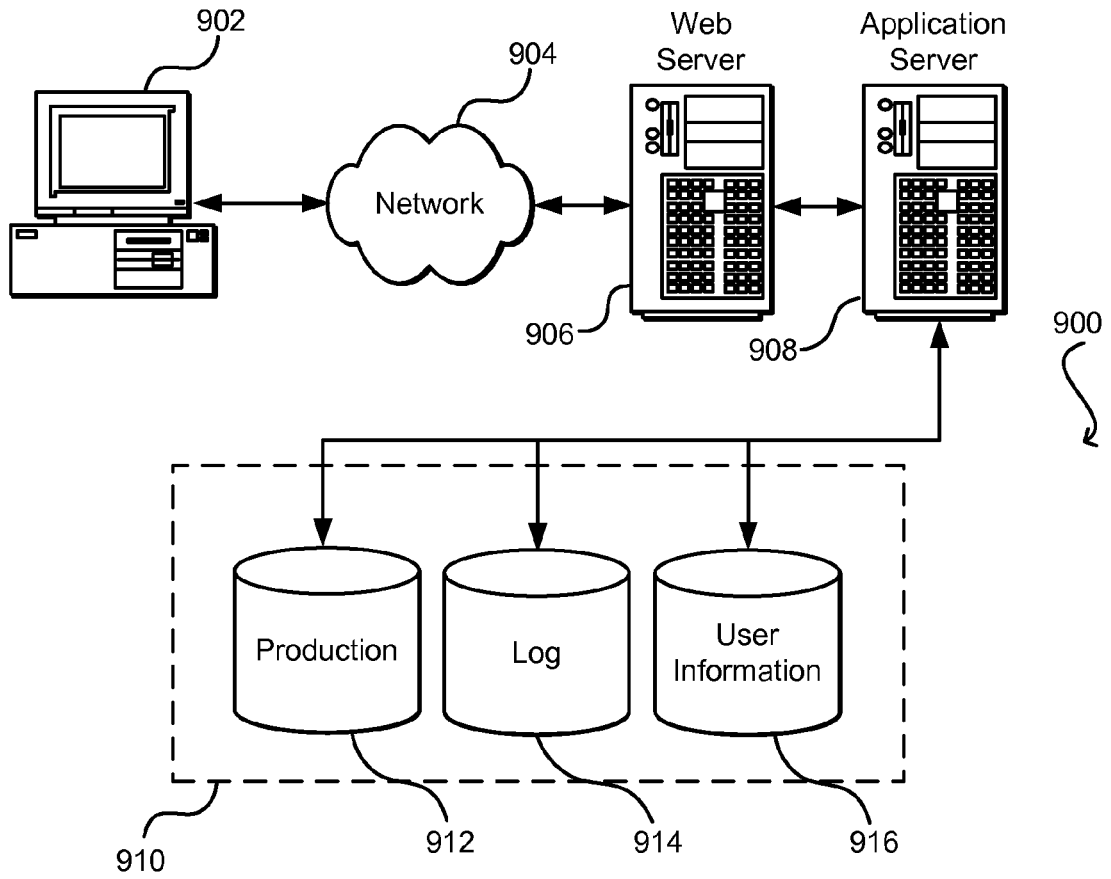 902
904
Web
Server
Application
Server
Network
906
908
900
Production
Log
User
Information
910
912
914
916